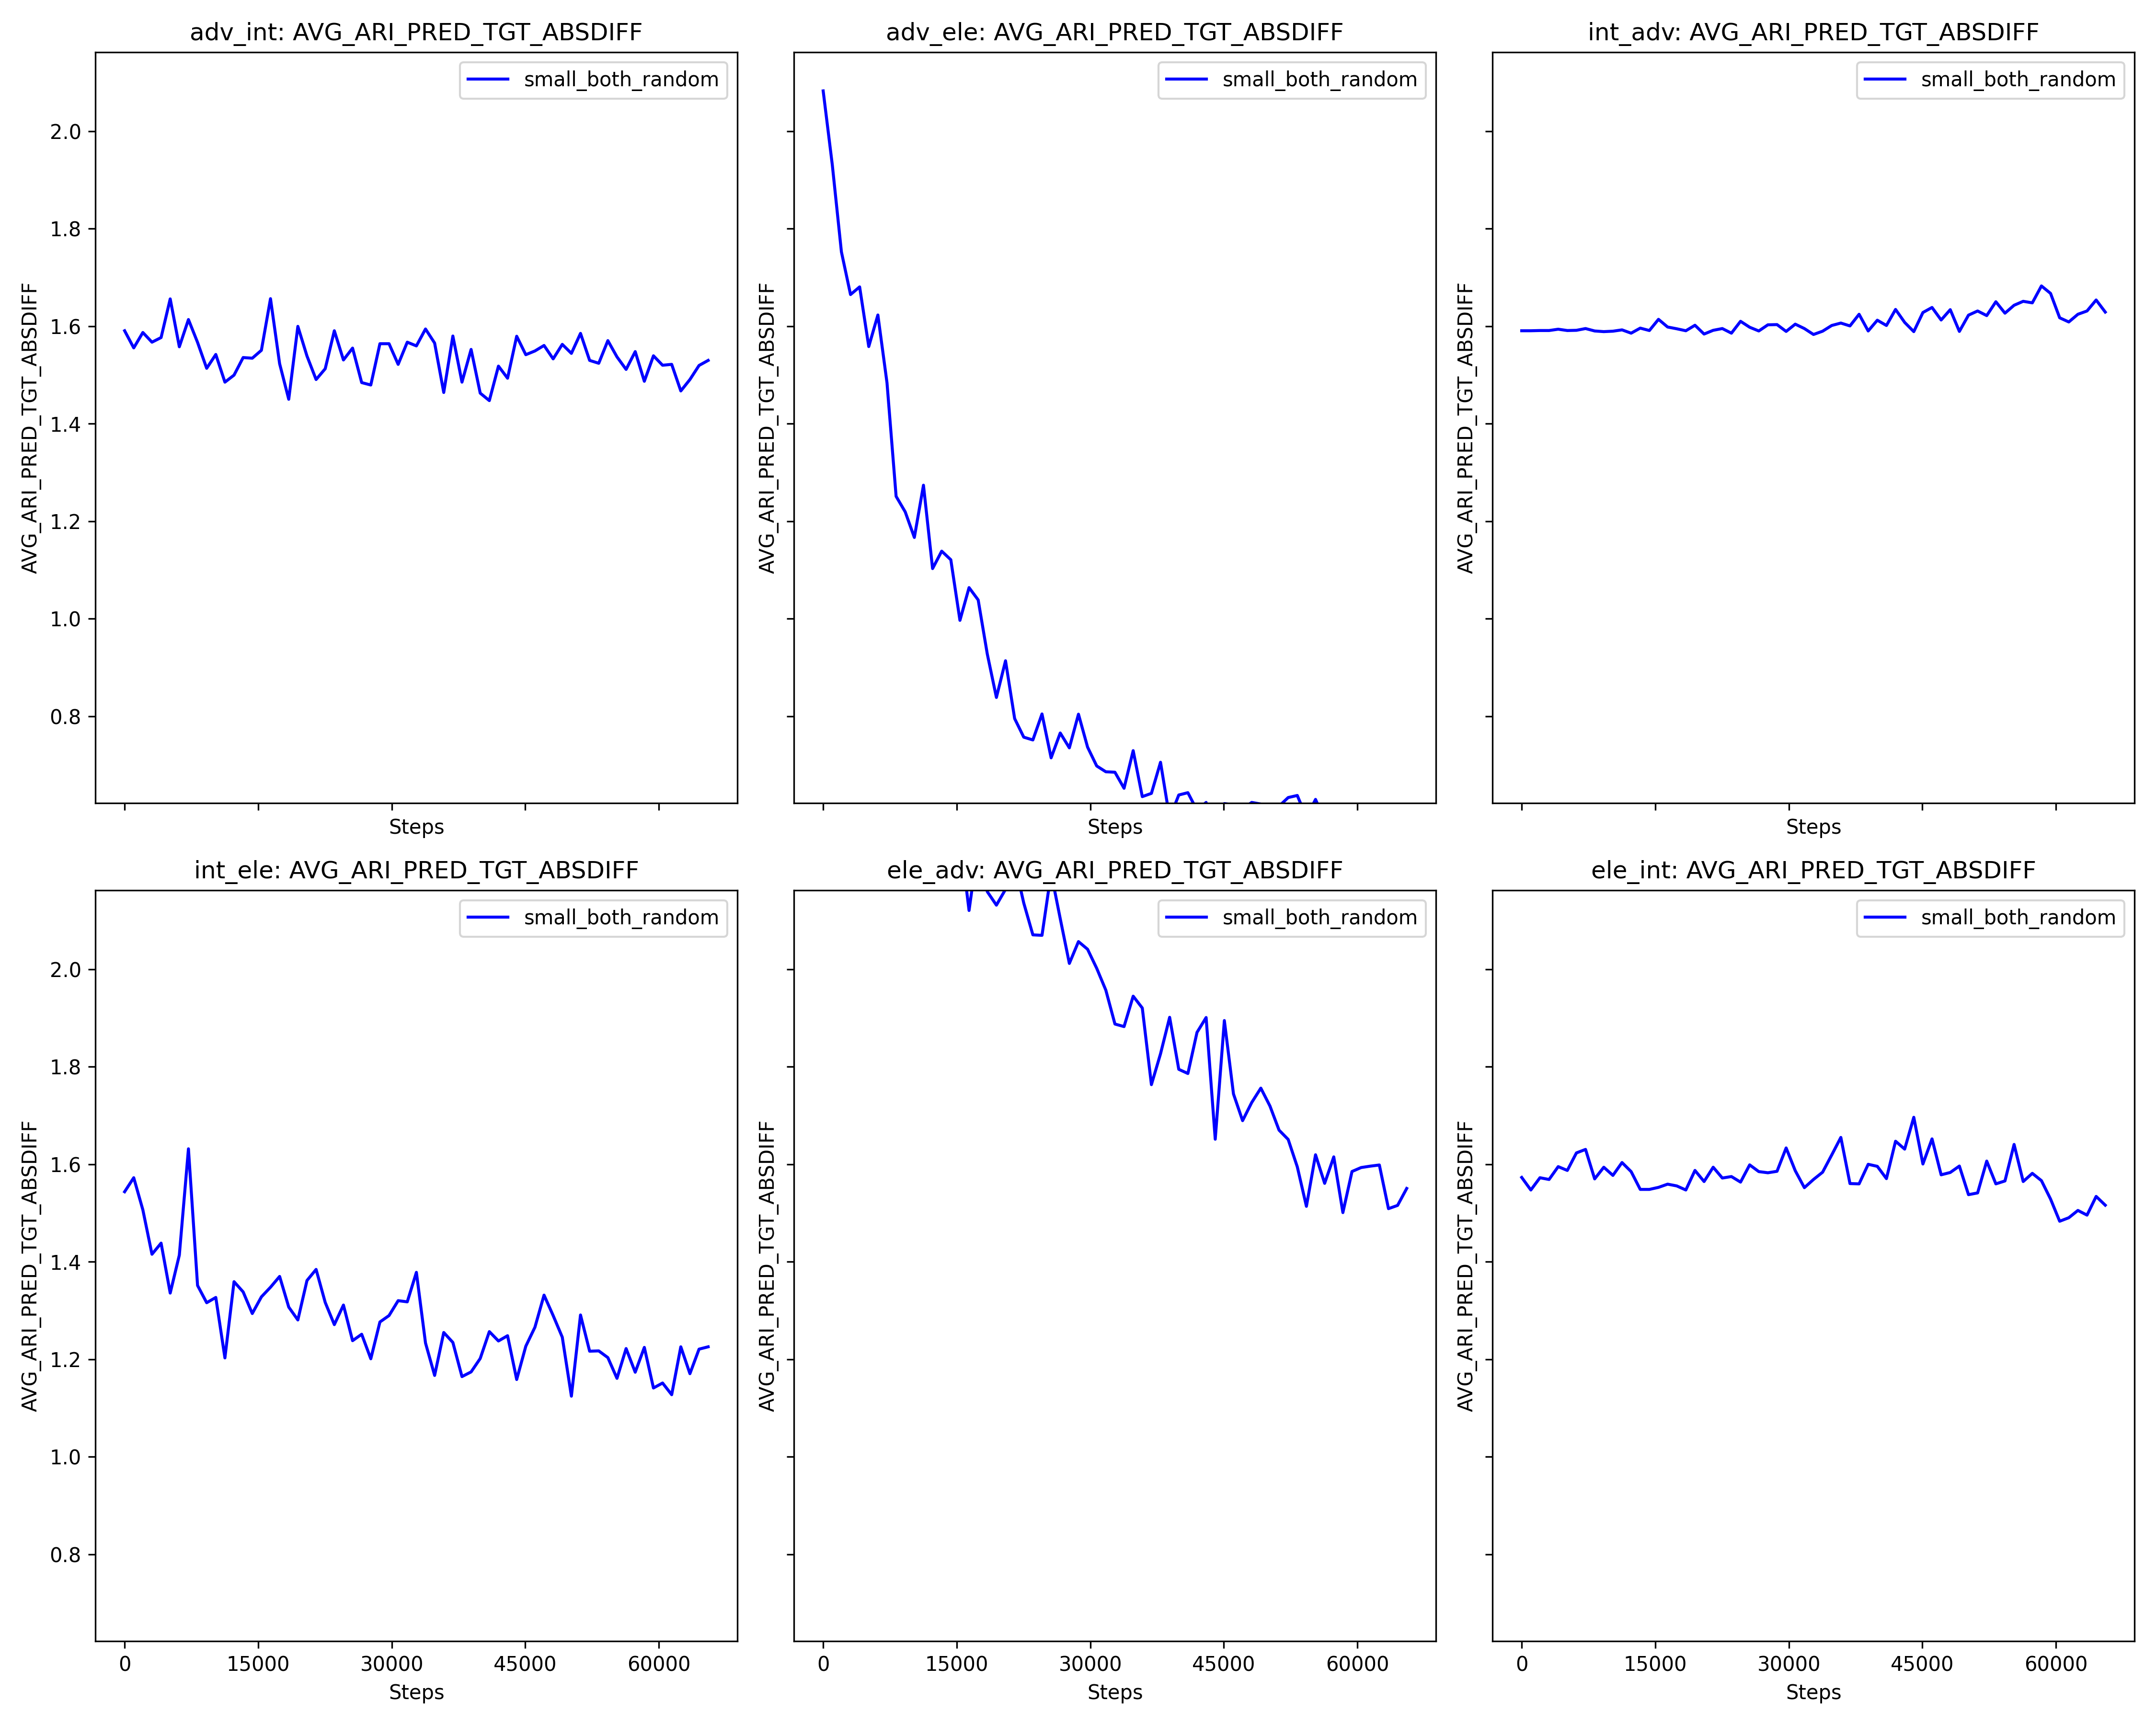 adv_int: AVG_ARI_PRED_TGT_ABSDIFF
small_both_random
AVG_ARI_PRED_TGT_ABSDIFF
2.0
1.8
1.6
1.4
1.2
1.0
0.8
Steps
adv_ele: AVG_ARI_PRED_TGT_ABSDIFF
small_both_random
AVG_ARI_PRED_TGT_ABSDIFF
Steps
int_adv: AVG_ARI_PRED_TGT_ABSDIFF
small_both_random
AVG_ARI_PRED_TGT_ABSDIFF
Steps
int_ele: AVG_ARI_PRED_TGT_ABSDIFF
small_both_random
AVG_ARI_PRED_TGT_ABSDIFF
2.0
1.8
1.6
1.4
1.2
1.0
0.8
0 15000 30000 45000 60000
Steps
ele_adv: AVG_ARI_PRED_TGT_ABSDIFF
small_both_random
AVG_ARI_PRED_TGT_ABSDIFF
0 15000 30000 45000 60000
Steps
ele_int: AVG_ARI_PRED_TGT_ABSDIFF
small_both_random
AVG_ARI_PRED_TGT_ABSDIFF
0 15000 30000 45000 60000
Steps